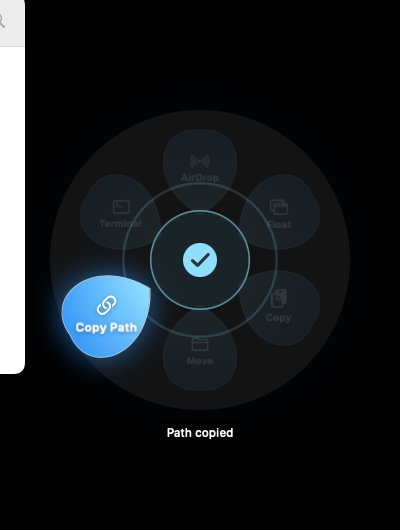 AirDrop
Terminal
Float
Copy Path
Copy
Move
Path copied